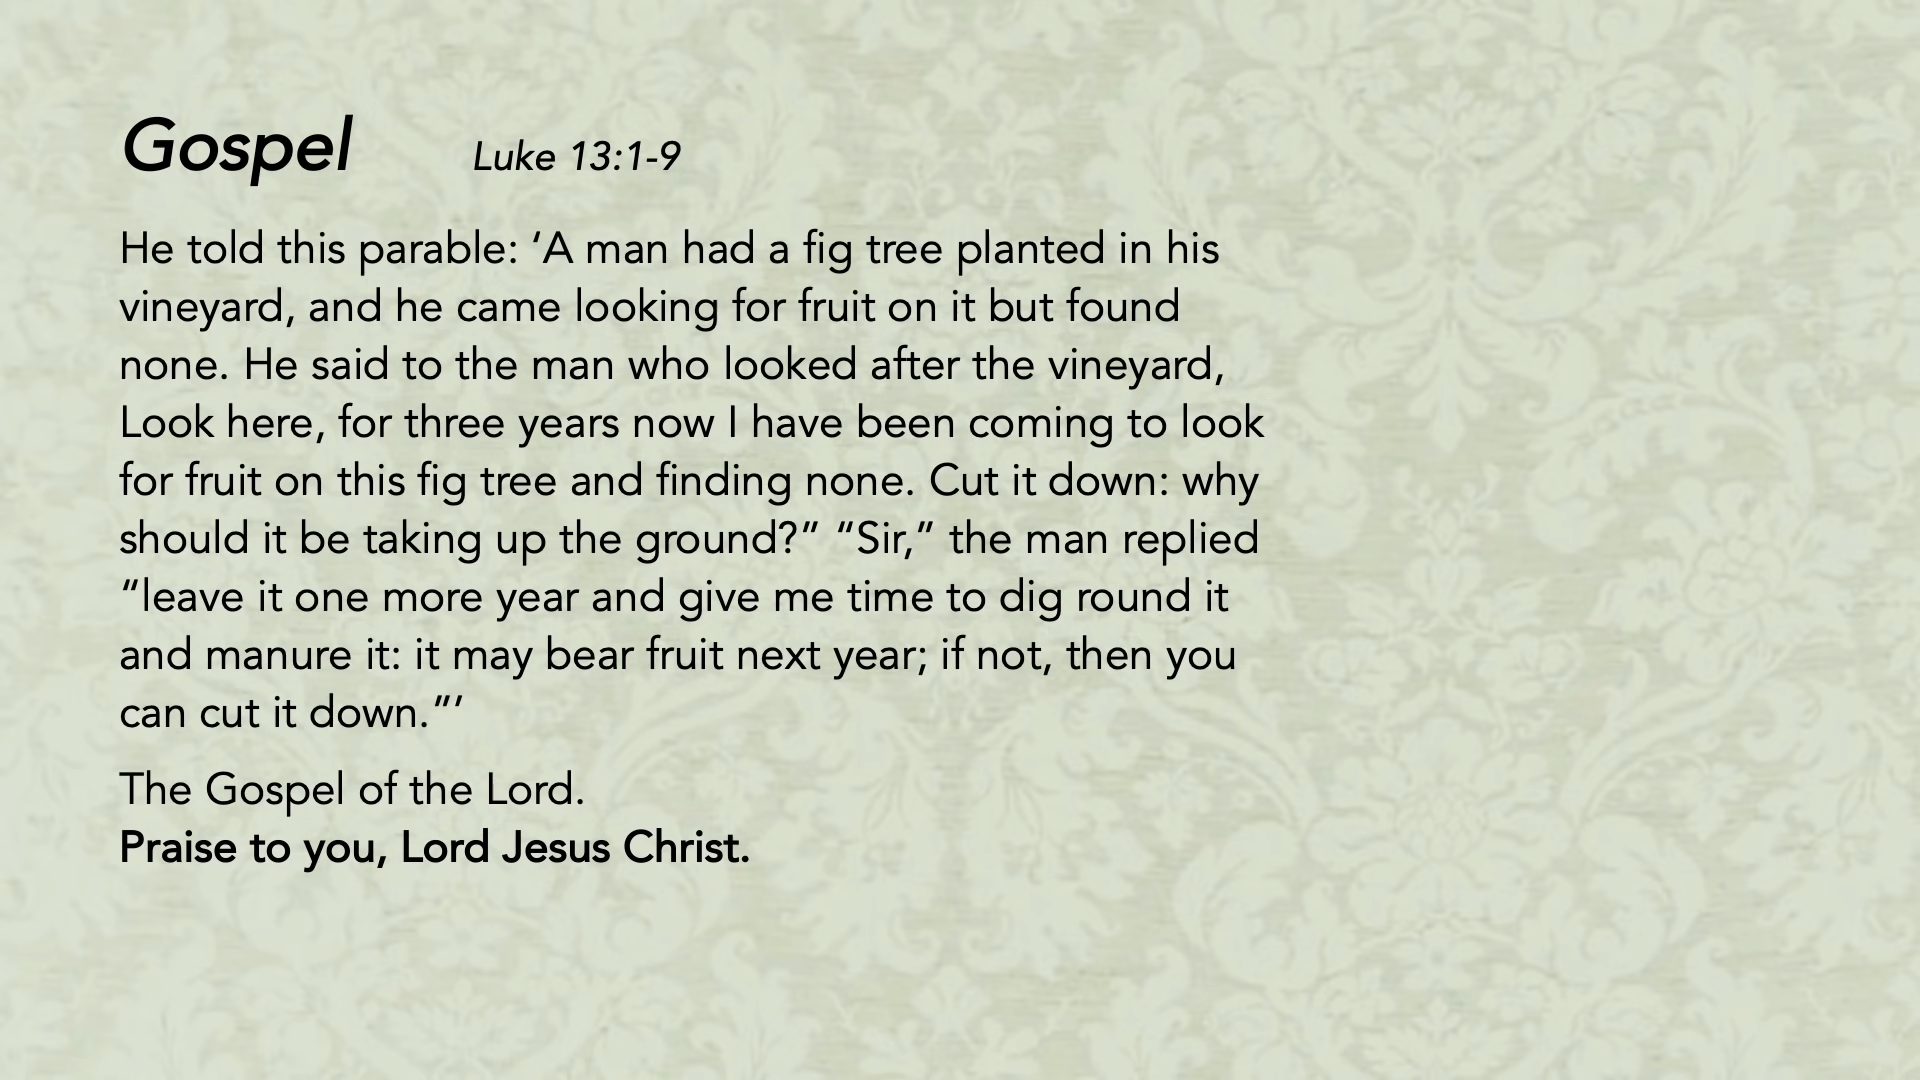 Gospel Luke 13:1-9
He told this parable: ‘A man had a fig tree planted in his
vineyard, and he came looking for fruit on it but found
none. He said to the man who looked after the vineyard,
Look here, for three years now I have been coming to look
for fruit on this fig tree and finding none. Cut it down: why
should it be taking up the ground?” “Sir,” the man replied
“leave it one more year and give me time to dig round it
and manure it: it may bear fruit next year; if not, then you
can cut it down.”’
The Gospel of the Lord.
Praise to you, Lord Jesus Christ.